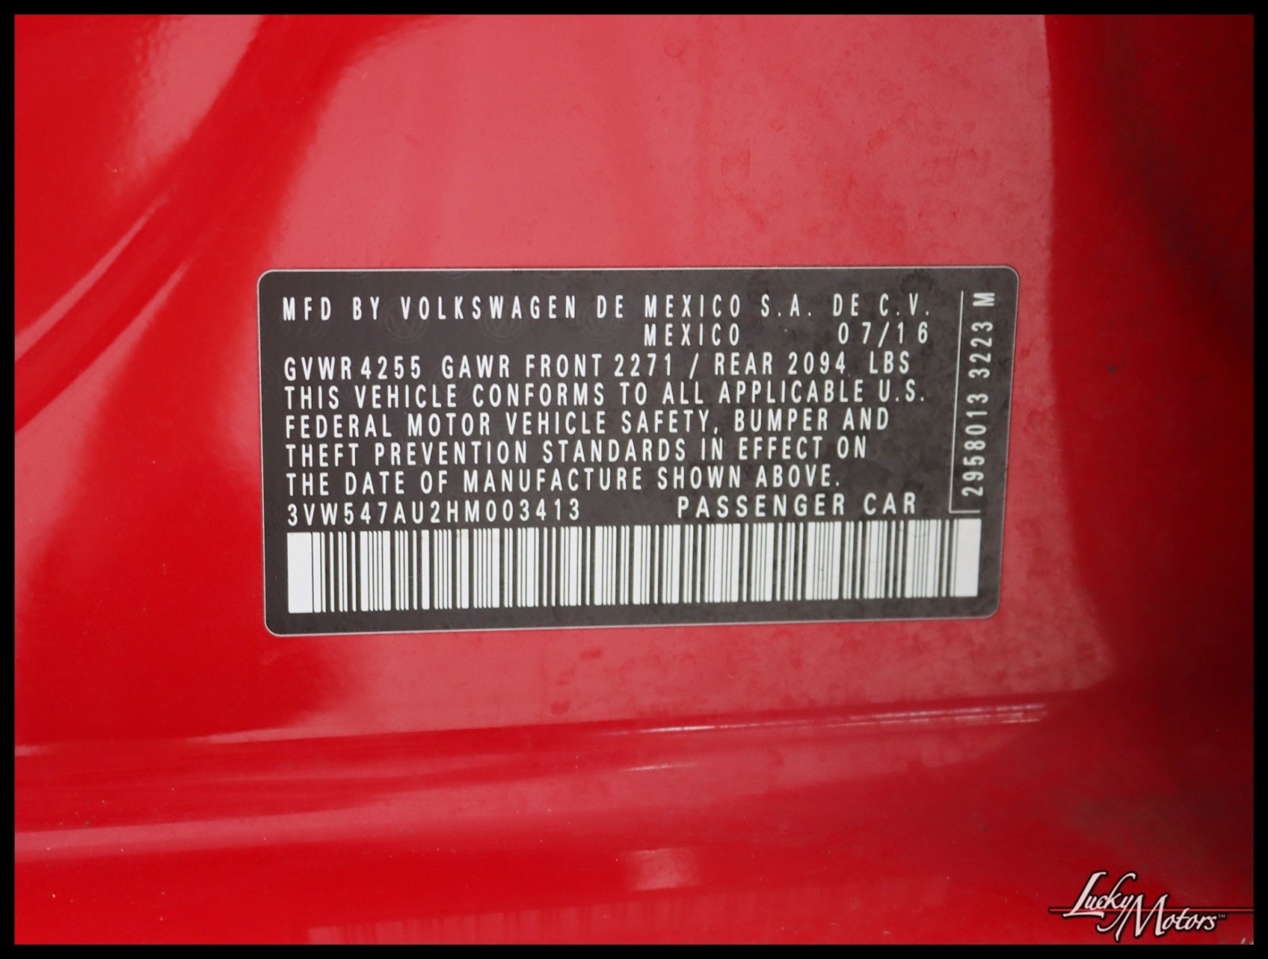 MFD BY VOLKSWAGEN DE MEXICO S.A. DE C.V.
MEXICO 07/16
GVWR 4255 GAWR FRONT 2271 / REAR 2094 LBS
THIS VEHICLE CONFORMS TO ALL APPLICABLE U.S.
FEDERAL MOTOR VEHICLE SAFETY, BUMPER AND
THEFT PREVENTION STANDARDS IN EFFECT ON
THE DATE OF MANUFACTURE SHOWN ABOVE.
3VW547AU2HM003413 PASSENGER CAR
2958013 3223 M
Lucky Motors™